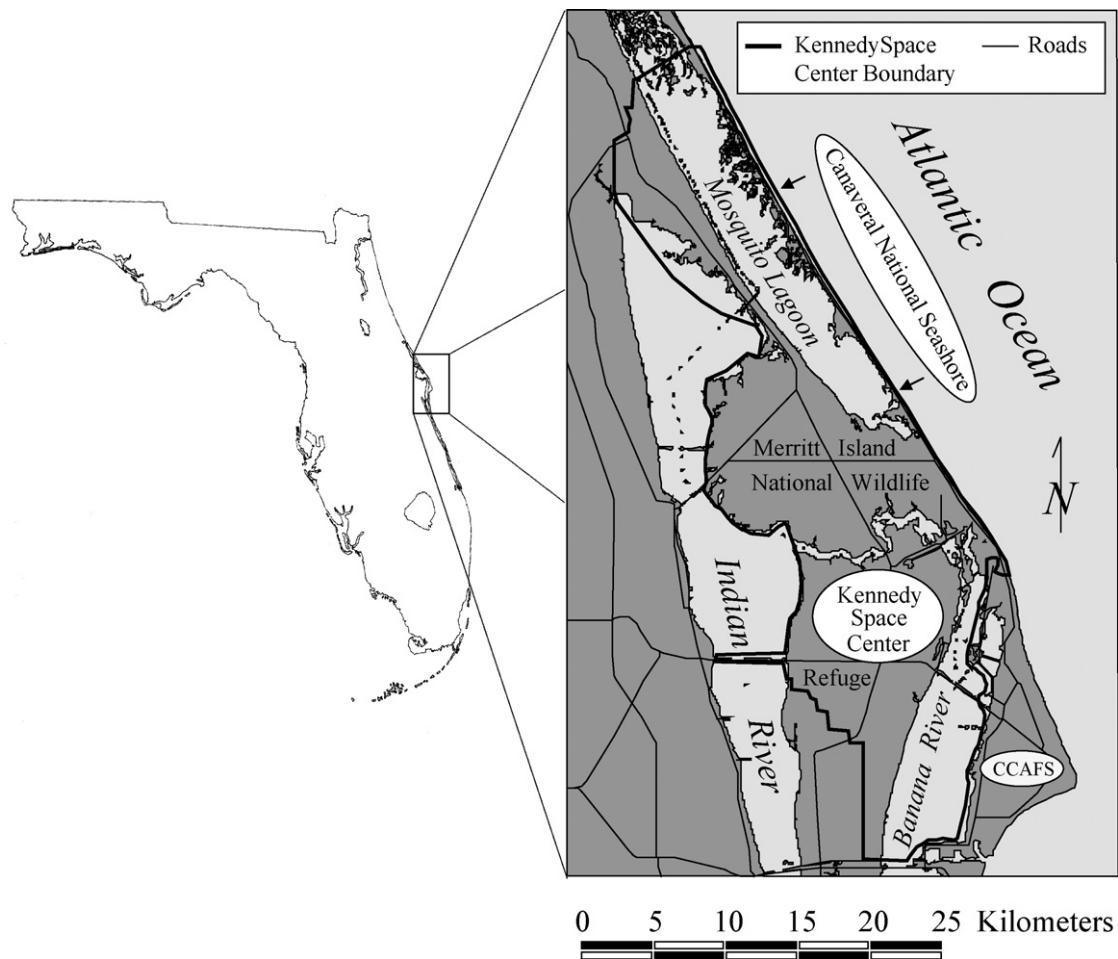 KennedySpace
Center Boundary
Roads
Atlantic
Ocean
Canaveral National Seashore
Mosquito Lagoon
Merritt Island
National Wildlife
N
Indian
River
Kennedy
Space
Center
Refuge
Banana River
CCAFS
0 5 10 15 20 25 Kilometers